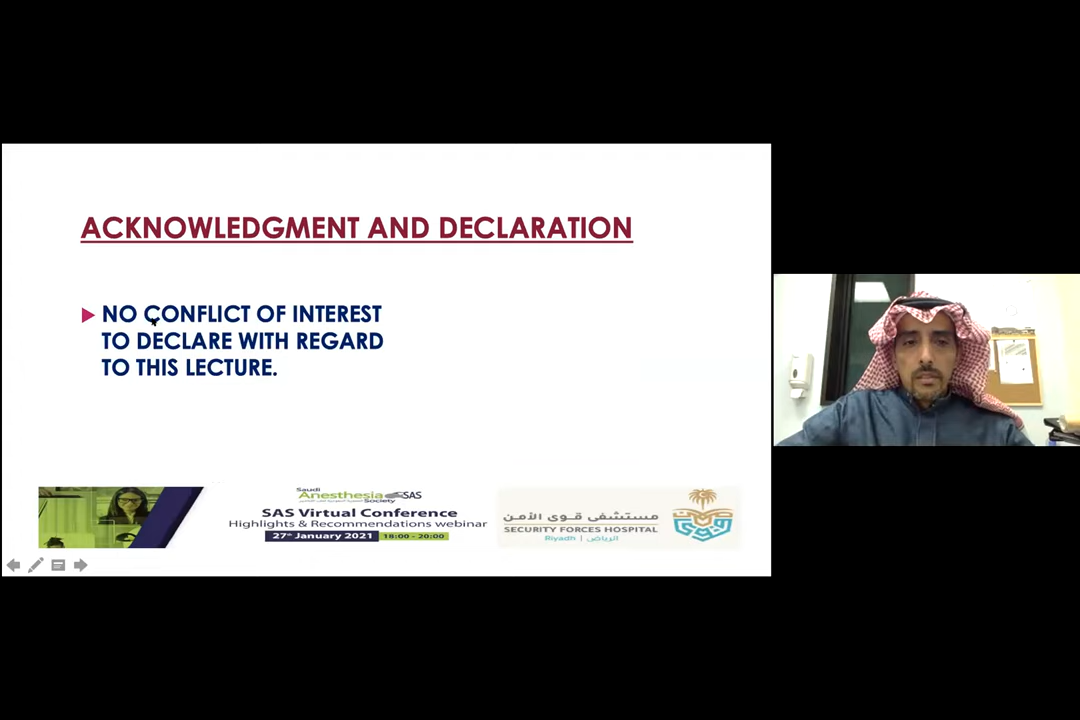 ACKNOWLEDGMENT AND DECLARATION
NO CONFLICT OF INTEREST
TO DECLARE WITH REGARD
TO THIS LECTURE.
Saudi
Anesthesia SAS
Society
SAS Virtual Conference
Highlights & Recommendations webinar
27th January 2021 18:00 - 20:00
مستشفى قوى الأمن
SECURITY FORCES HOSPITAL
Riyadh | الرياض